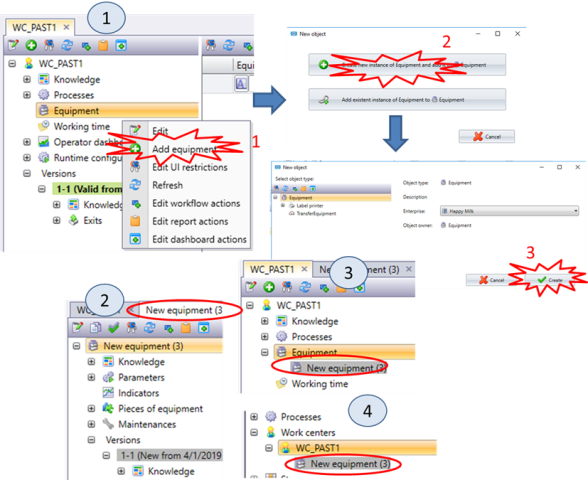 1
WC_PAST1 ×
WC_PAST1
Knowledge
Processes
Equipment
Working time
Operator dashbo
Runtime configu
Versions
1-1 (Valid from
Knowledg
Exits
Equi
A
Edit
Add equipment
1
Edit UI restrictions
Refresh
Edit workflow actions
Edit report actions
Edit dashboard actions
New object
2
new instance of Equipment and Equipment
Add existent instance of Equipment to Equipment
Cancel
New object
Select object type:
Equipment
Label printer
TransferEquipment
Object type: Equipment
Description
Enterprise: Happy Milk
Object owner: Equipment
3
Cancel
Create
2
New equipment (3
New equipment (3)
Knowledge
Parameters
Indicators
Pieces of equipment
Maintenances
Versions
1-1 (New from 4/1/2019
Knowledge
WC_PAST1 ×
3
ment (3) ×
WC_PAST1
Knowledge
Processes
Equipment
New equipment (3)
Working time
4
Processes
Work centers
WC_PAST1
New equipment (3)